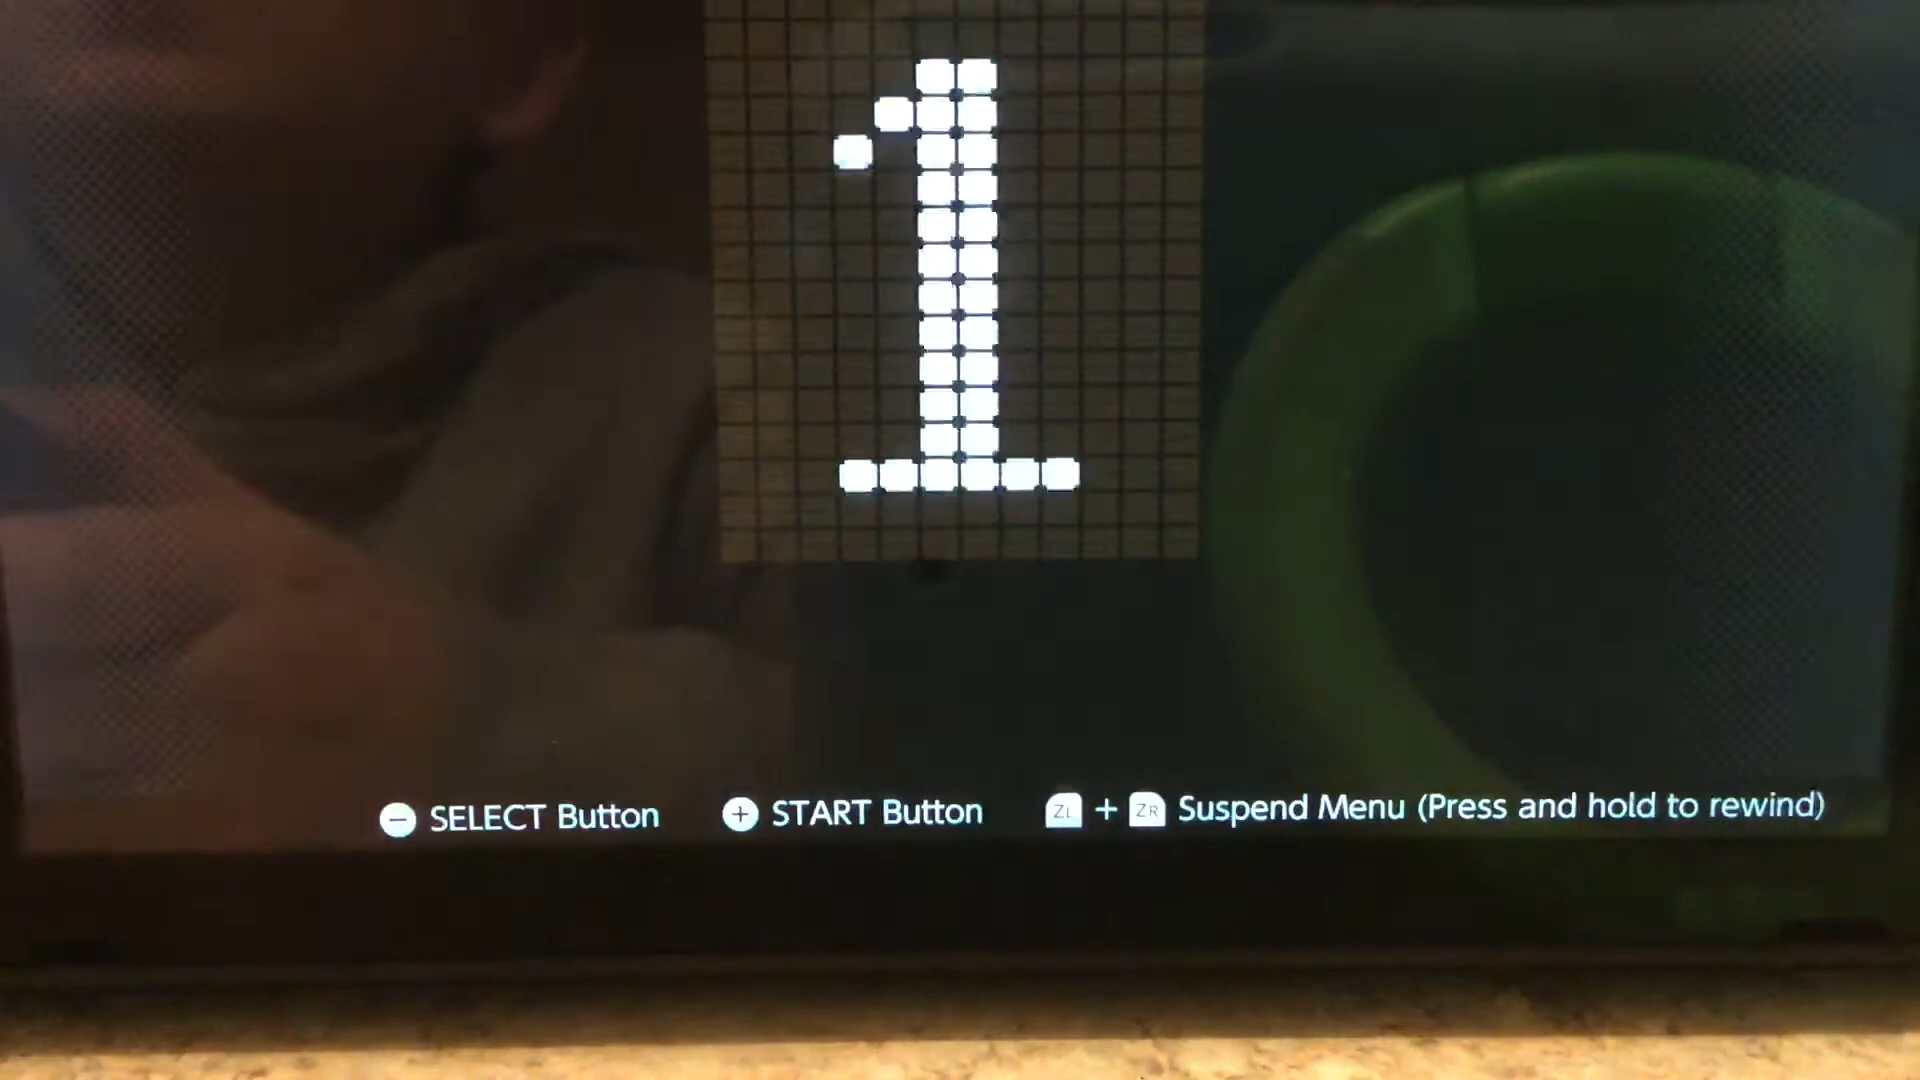 1
SELECT Button START Button ZL + ZR Suspend Menu (Press and hold to rewind)